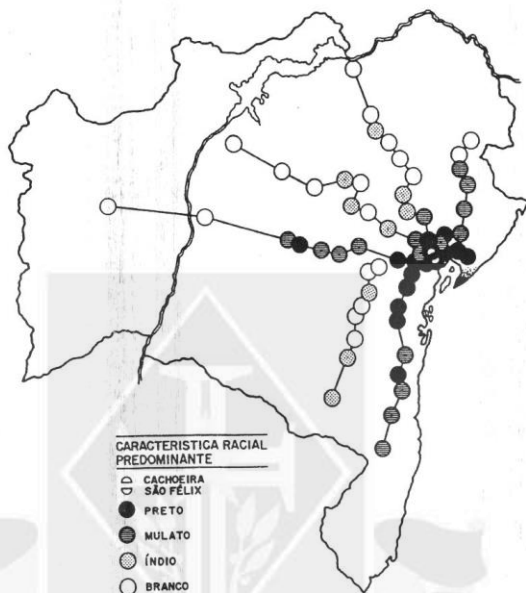 CARACTERISTICA RACIAL
PREDOMINANTE
CACHOEIRA
SÃO FÉLIX
PRETO
MULATO
ÍNDIO
BRANCO